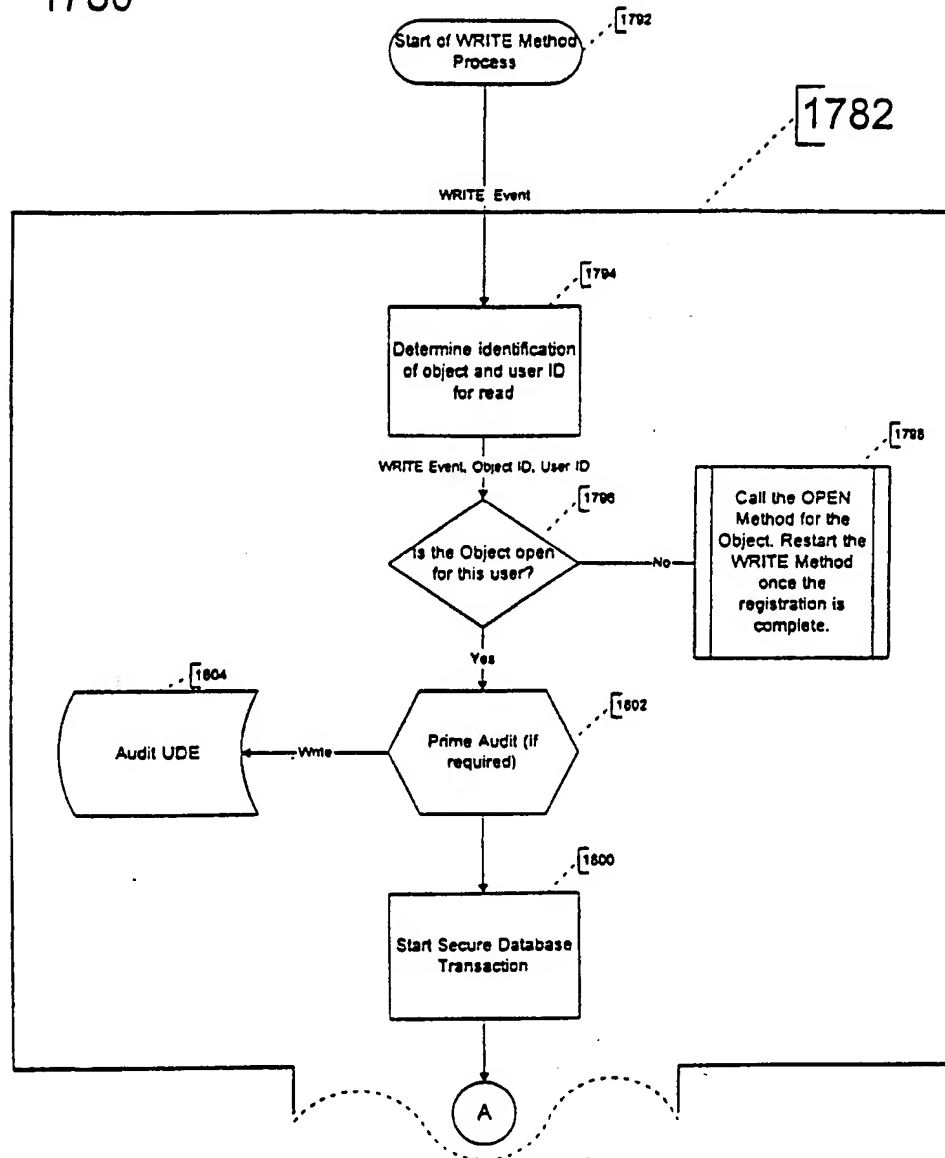 1780
1792
Start of WRITE Method
Process
1782
WRITE Event
1794
Determine identification
of object and user ID
for read
1798
WRITE Event, Object ID, User ID
1796
Call the OPEN
Method for the
Object. Restart the
WRITE Method
once the
registration is
complete.
Is the Object open
for this user?
No
Yes
1804
1802
Audit UDE
Write
Prime Audit (if
required)
1800
Start Secure Database
Transaction
A